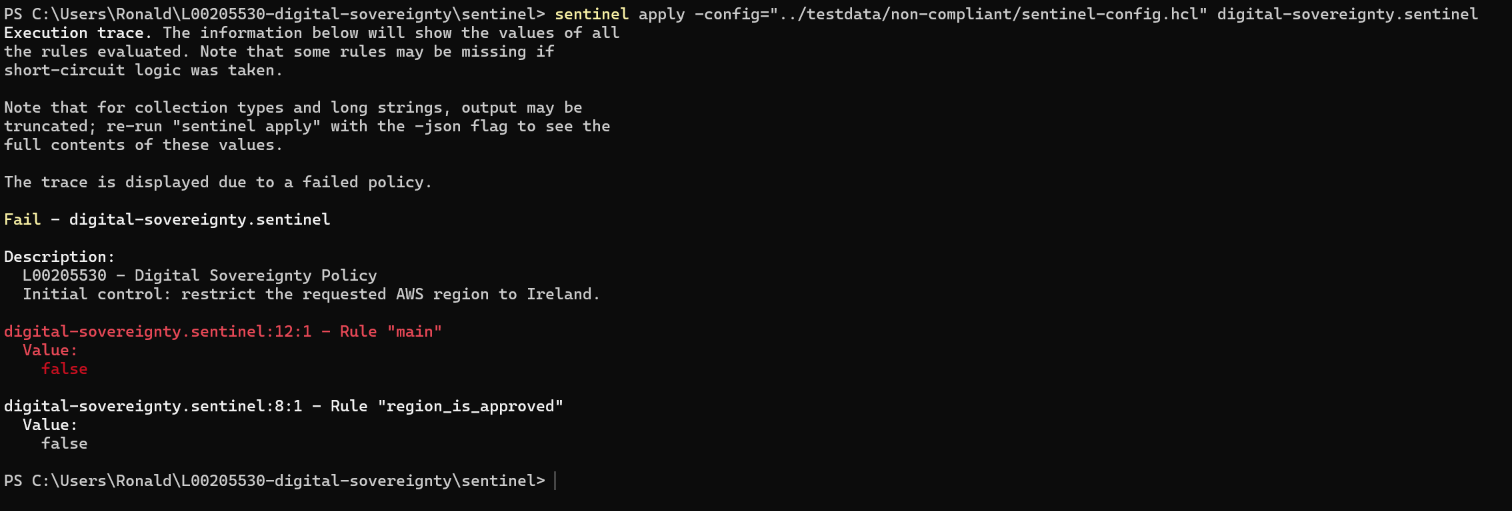 PS C:\Users\Ronald\L00205530-digital-sovereignty\sentinel> sentinel apply -config="../testdata/non-compliant/sentinel-config.hcl" digital-sovereignty.sentinel
Execution trace. The information below will show the values of all
the rules evaluated. Note that some rules may be missing if
short-circuit logic was taken.

Note that for collection types and long strings, output may be
truncated; re-run "sentinel apply" with the -json flag to see the
full contents of these values.

The trace is displayed due to a failed policy.

Fail - digital-sovereignty.sentinel

Description:
  L00205530 - Digital Sovereignty Policy
  Initial control: restrict the requested AWS region to Ireland.

digital-sovereignty.sentinel:12:1 - Rule "main"
  Value:
    false

digital-sovereignty.sentinel:8:1 - Rule "region_is_approved"
  Value:
    false

PS C:\Users\Ronald\L00205530-digital-sovereignty\sentinel>